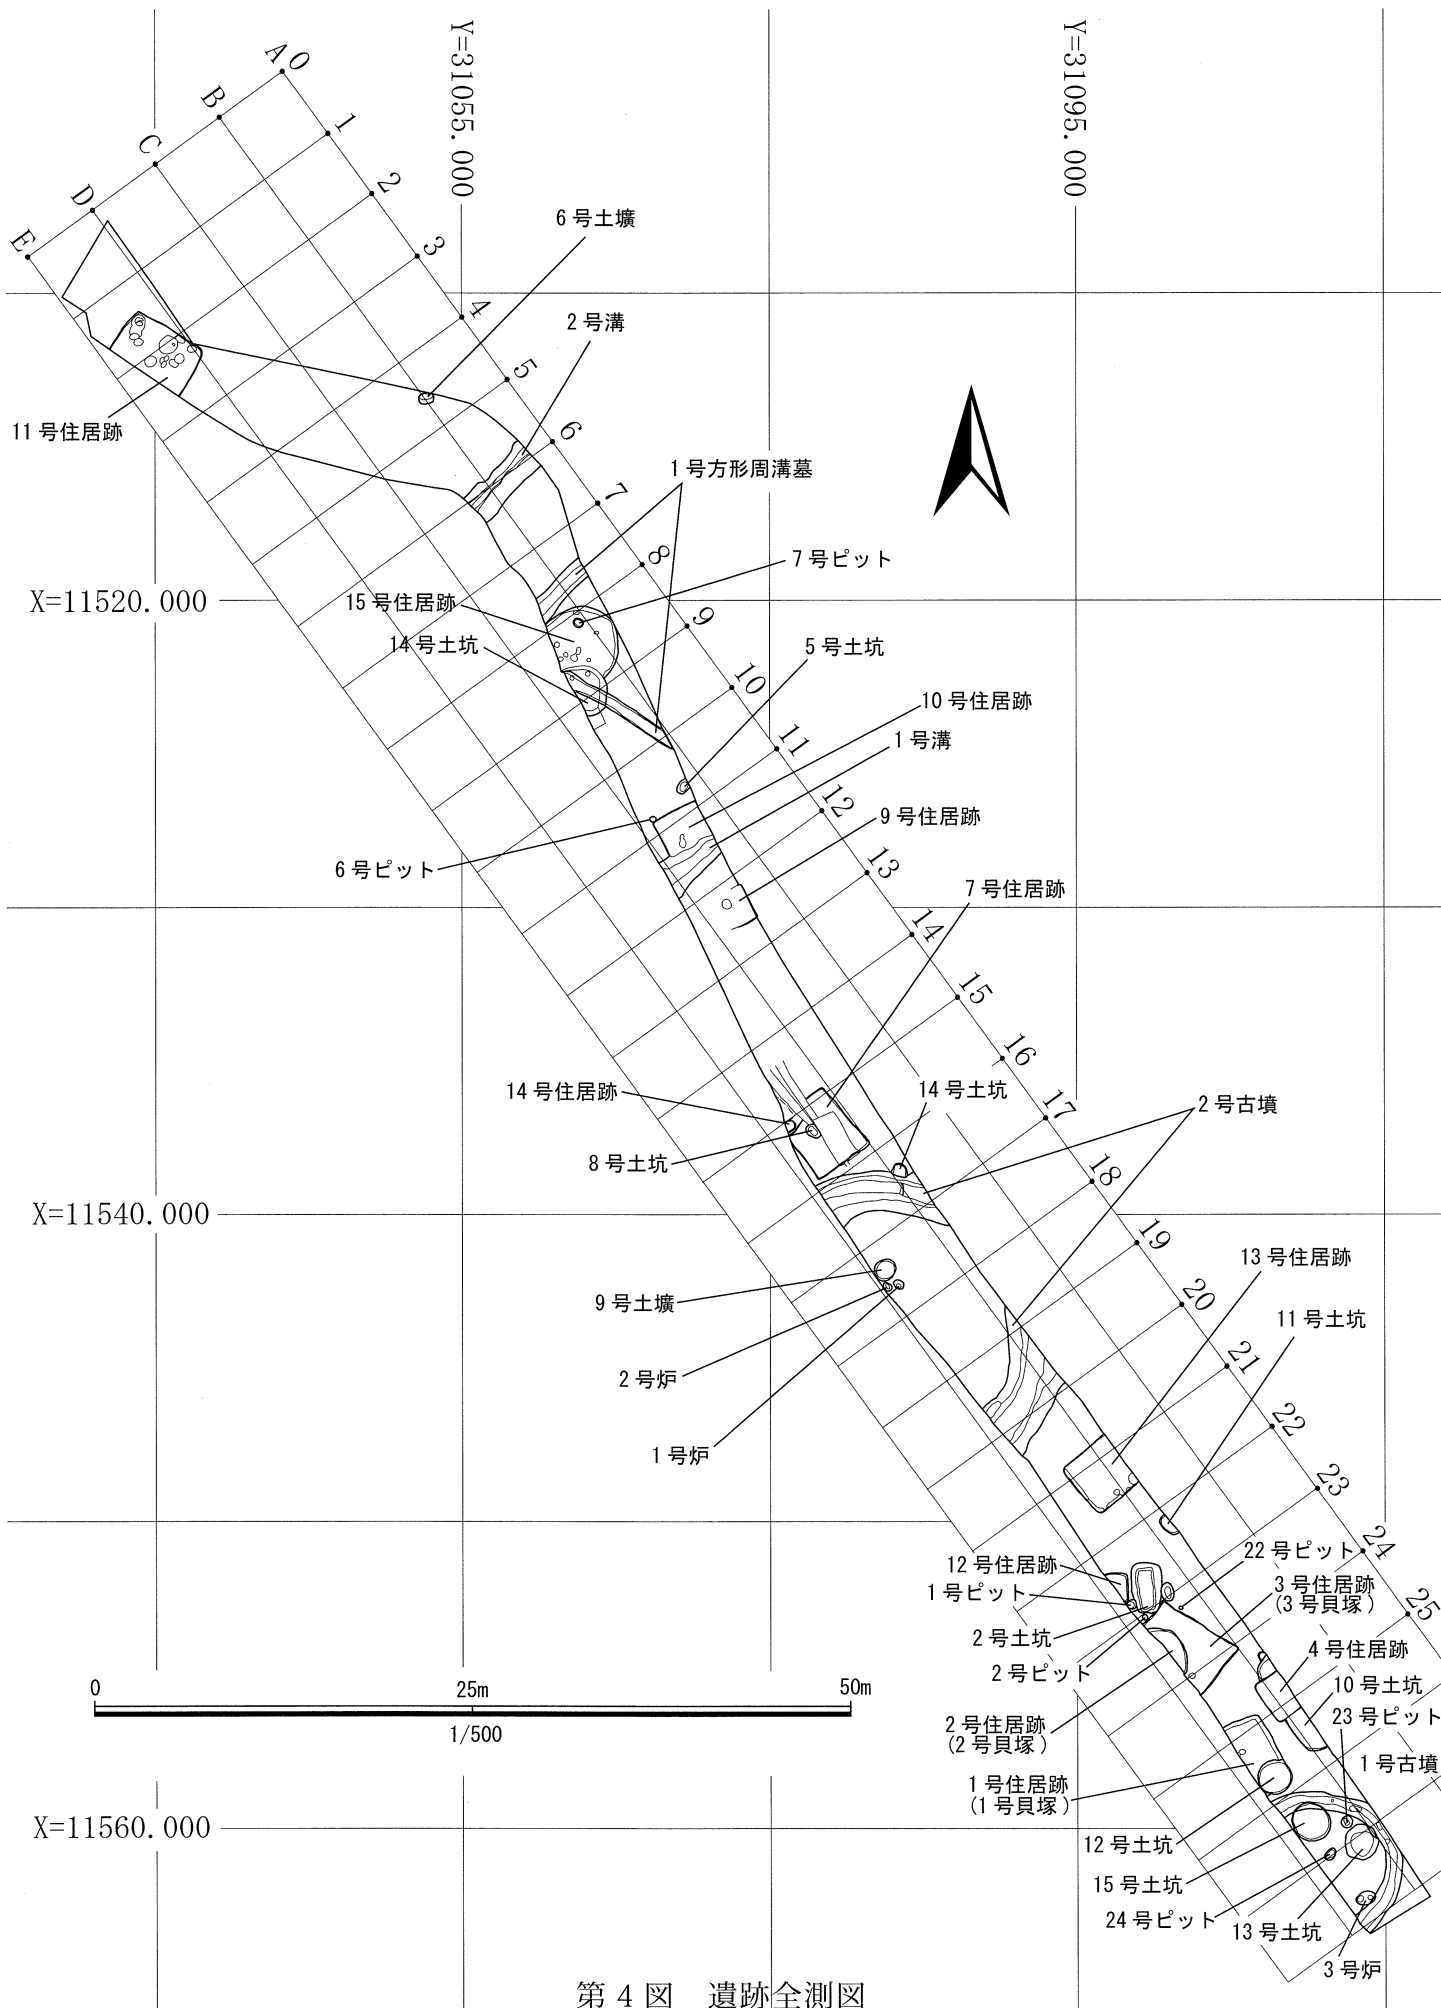 A
B
C
D
E
0
1
2
3
4
5
6
7
8
9
10
11
12
13
14
15
16
17
18
19
20
21
22
23
24
25
Y=31055.000
Y=31095.000
X=11520.000
X=11540.000
X=11560.000
6号土壙
2号溝
11号住居跡
1号方形周溝墓
7号ピット
15号住居跡
14号土坑
5号土坑
10号住居跡
1号溝
9号住居跡
6号ピット
7号住居跡
14号住居跡
14号土坑
2号古墳
8号土坑
9号土壙
13号住居跡
11号土坑
2号炉
1号炉
12号住居跡
22号ピット
1号ピット
3号住居跡
(3号貝塚)
2号土坑
4号住居跡
2号ピット
10号土坑
23号ピット
2号住居跡
(2号貝塚)
1号古墳
1号住居跡
(1号貝塚)
12号土坑
15号土坑
24号ピット
13号土坑
3号炉
0
25m
50m
1/500
第4図 遺跡全測図